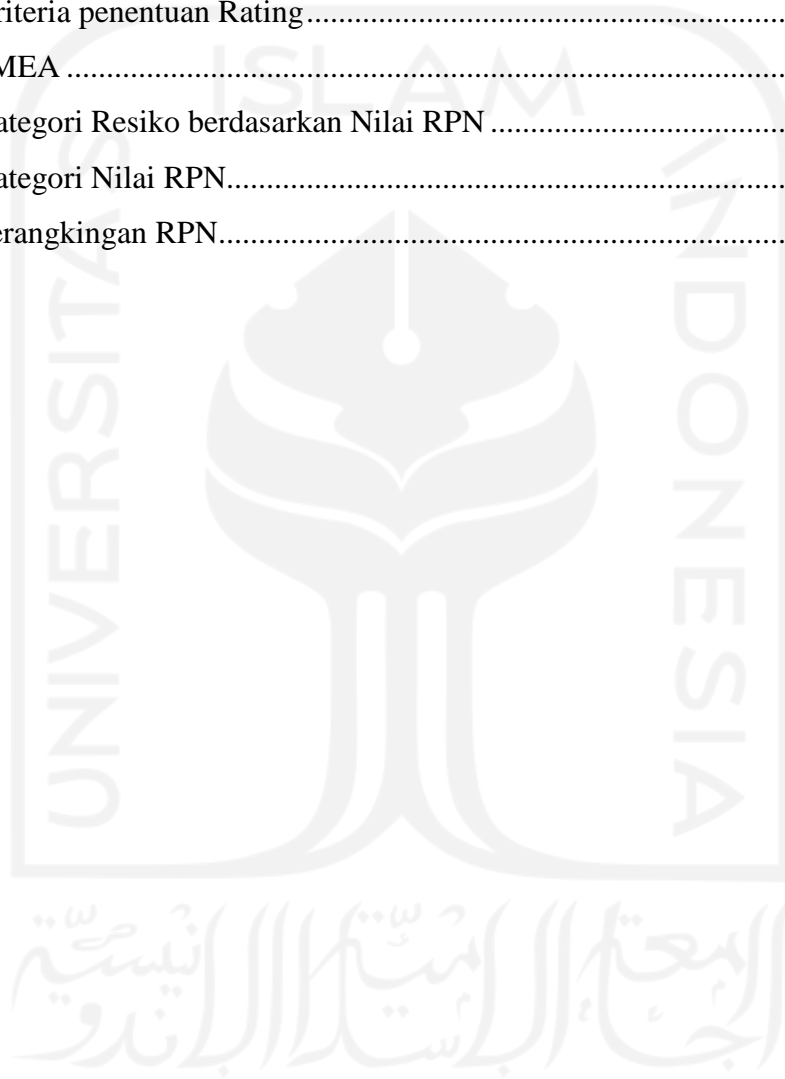 riteria penentuan Rating............................................................
MEA ..........................................................................................
ategori Resiko berdasarkan Nilai RPN .....................................
ategori Nilai RPN......................................................................
erangkingan RPN.......................................................................
ISLAM
UNIVERSITAS
INDONESIA